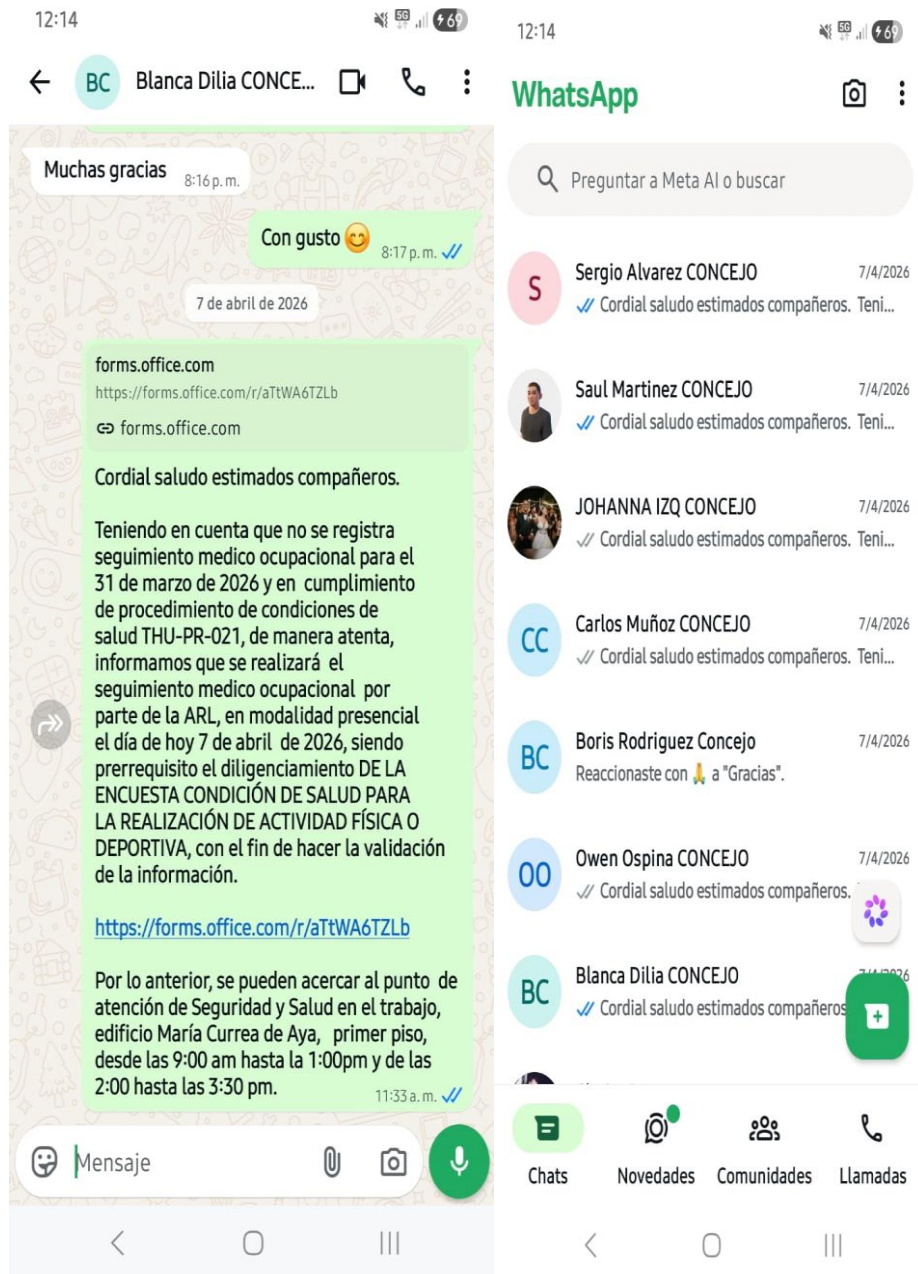 12:14
5G
69
BC
Blanca Dilia CONCE...
Muchas gracias
8:16 p. m.
Con gusto 😊
8:17 p. m.
7 de abril de 2026
forms.office.com
https://forms.office.com/r/aTtWA6TZLb
forms.office.com
Cordial saludo estimados compañeros.
Teniendo en cuenta que no se registra
seguimiento medico ocupacional para el
31 de marzo de 2026 y en cumplimiento
de procedimiento de condiciones de
salud THU-PR-021, de manera atenta,
informamos que se realizará el
seguimiento medico ocupacional por
parte de la ARL, en modalidad presencial
el día de hoy 7 de abril de 2026, siendo
prerrequisito el diligenciamiento DE LA
ENCUESTA CONDICIÓN DE SALUD PARA
LA REALIZACIÓN DE ACTIVIDAD FÍSICA O
DEPORTIVA, con el fin de hacer la validación
de la información.
https://forms.office.com/r/aTtWA6TZLb
Por lo anterior, se pueden acercar al punto de
atención de Seguridad y Salud en el trabajo,
edificio María Currea de Aya, primer piso,
desde las 9:00 am hasta la 1:00pm y de las
2:00 hasta las 3:30 pm.
11:33 a. m.
Mensaje
12:14
5G
69
WhatsApp
Preguntar a Meta AI o buscar
S
Sergio Alvarez CONCEJO
7/4/2026
Cordial saludo estimados compañeros. Teni...
Saul Martinez CONCEJO
7/4/2026
Cordial saludo estimados compañeros. Teni...
JOHANNA IZQ CONCEJO
7/4/2026
Cordial saludo estimados compañeros. Teni...
CC
Carlos Muñoz CONCEJO
7/4/2026
Cordial saludo estimados compañeros. Teni...
BC
Boris Rodriguez Concejo
7/4/2026
Reaccionaste con 🙏 a "Gracias".
OO
Owen Ospina CONCEJO
7/4/2026
Cordial saludo estimados compañeros.
BC
Blanca Dilia CONCEJO
Cordial saludo estimados compañeros
Chats
Novedades
Comunidades
Llamadas